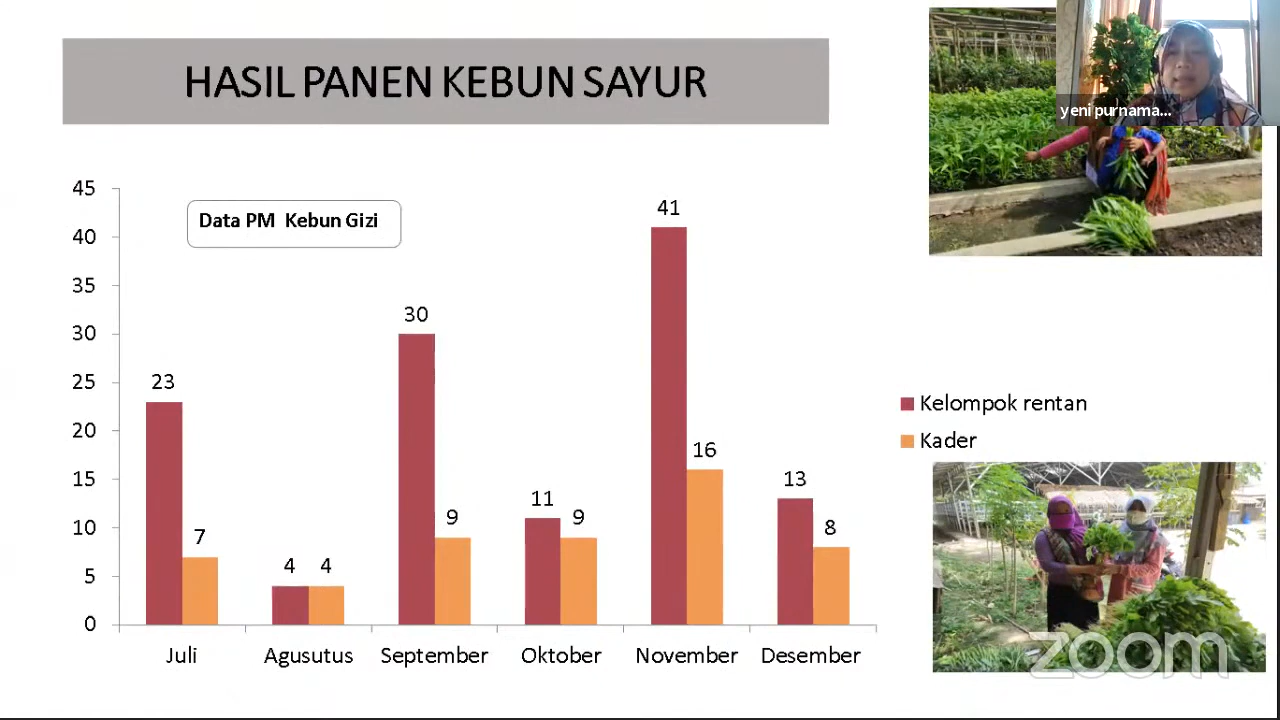 HASIL PANEN KEBUN SAYUR
yeni purnama...
Data PM Kebun Gizi
45
40
35
30
25
20
15
10
5
0
23
7
4
4
30
9
11
9
41
16
13
8
Juli
Agusutus
September
Oktober
November
Desember
Kelompok rentan
Kader
zoom